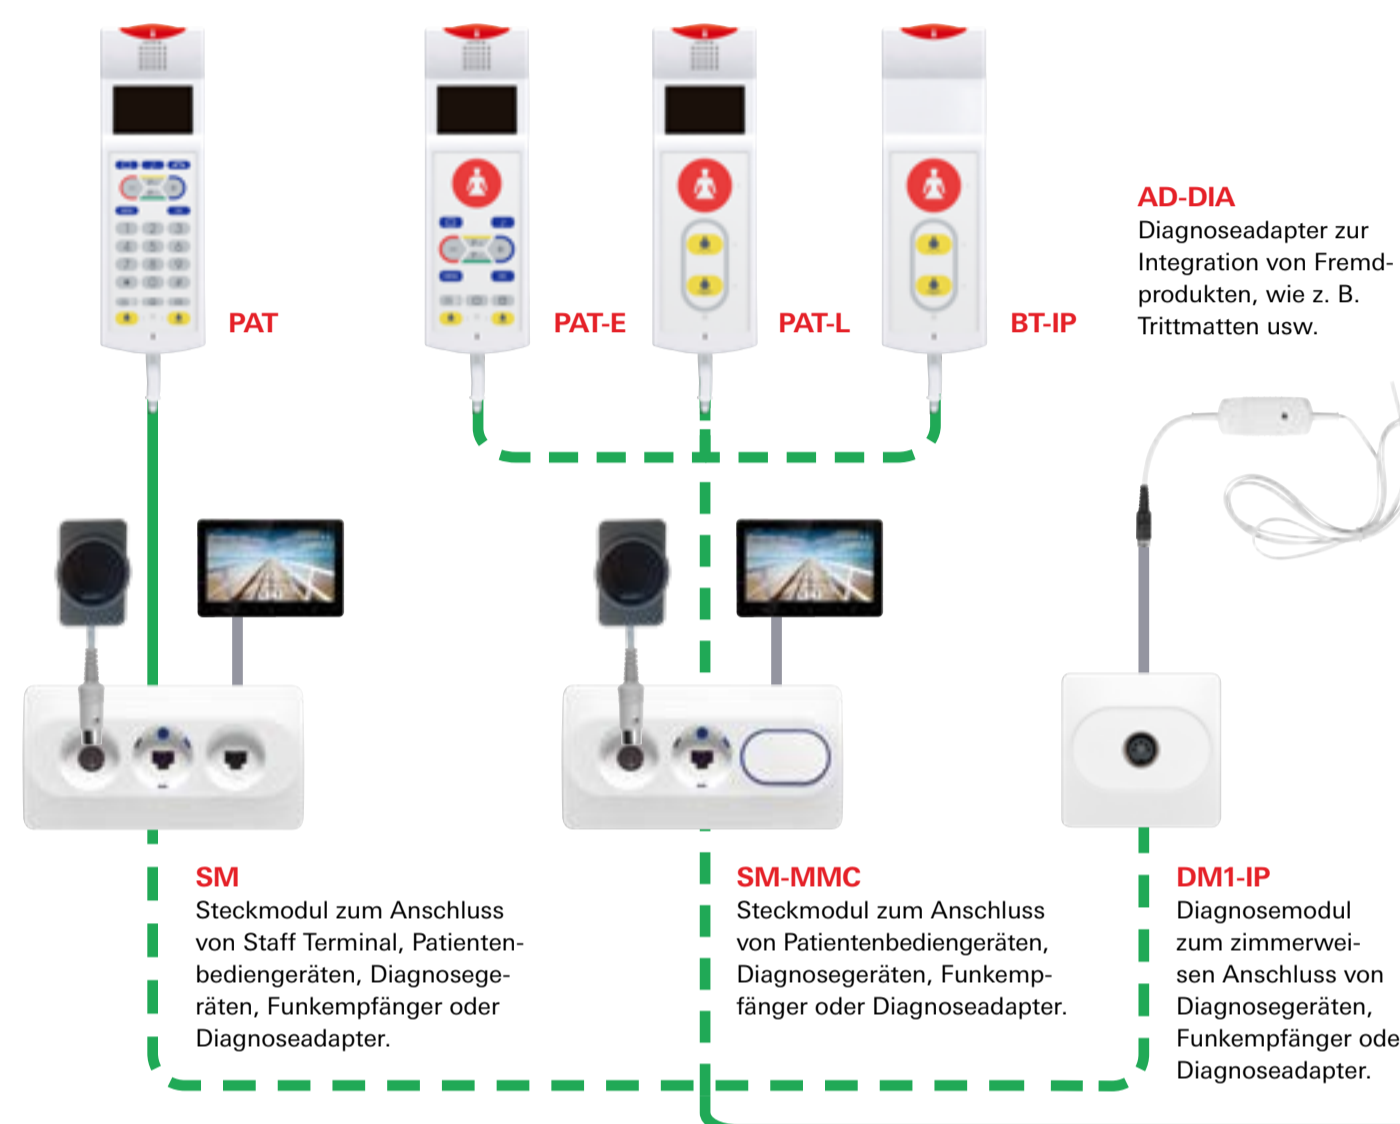 PAT
PAT-E
PAT-L
BT-IP
AD-DIA
Diagnoseadapter zur
Integration von Fremd-
produkten, wie z. B.
Trittmatten usw.
SM
Steckmodul zum Anschluss
von Staff Terminal, Patienten-
bediengeräten, Diagnosege-
räten, Funkempfänger oder
Diagnoseadapter.
SM-MMC
Steckmodul zum Anschluss
von Patientenbediengeräten,
Diagnosegeräten, Funkemp-
fänger oder Diagnoseadapter.
DM1-IP
Diagnosemodul
zum zimmerwei-
sen Anschluss von
Diagnosegeräten,
Funkempfänger ode
Diagnoseadapter.